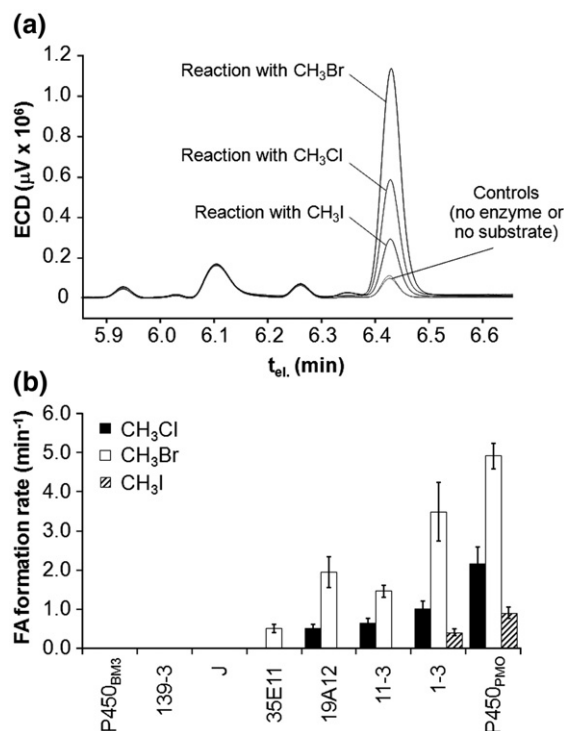 (a)
ECD (µV x 10⁶)
1.2
1.0
0.8
0.6
0.4
0.2
0
Reaction with CH₃Br
Reaction with CH₃Cl
Reaction with CH₃I
Controls
(no enzyme or
no substrate)
5.9 6.0 6.1 6.2 6.3 6.4 6.5 6.6
t_el. (min)
(b)
FA formation rate (min⁻¹)
6.0
5.0
4.0
3.0
2.0
1.0
0.0
CH₃Cl
CH₃Br
CH₃I
P450_BM3
139-3
J
35E11
19A12
11-3
1-3
P450_PMO